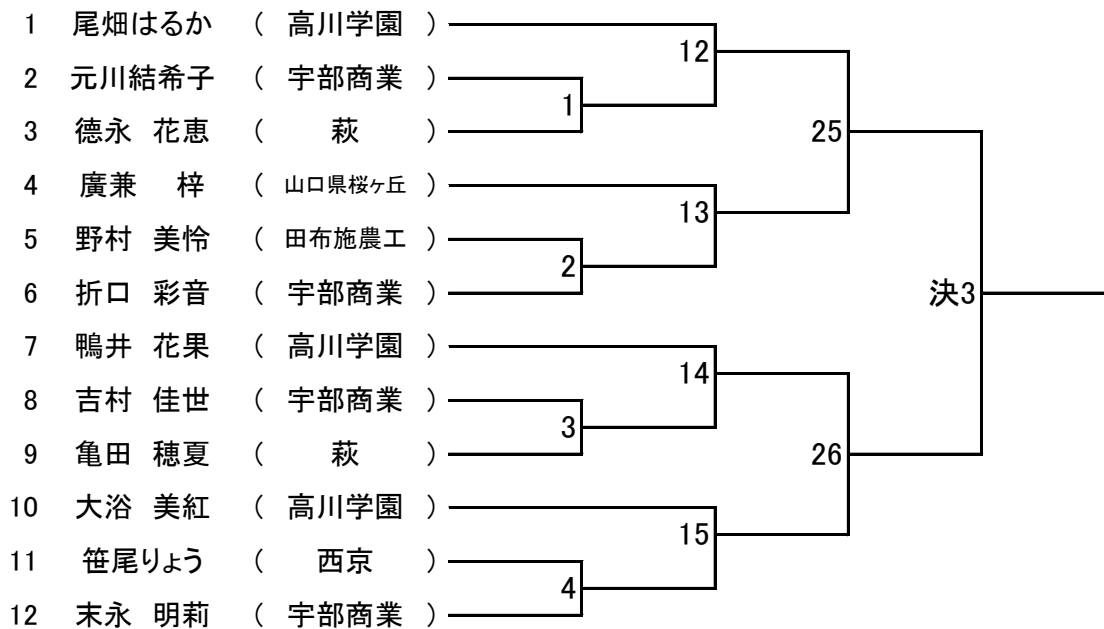 1 尾畑はるか ( 高川学園 )
12
2 元川結希子 ( 宇部商業 )
1
3 德永 花恵 ( 萩 )
25
4 廣兼 梓 ( 山口県桜ヶ丘 )
13
5 野村 美怜 ( 田布施農工 )
2
6 折口 彩音 ( 宇部商業 )
決3
7 鴨井 花果 ( 高川学園 )
14
8 吉村 佳世 ( 宇部商業 )
3
9 亀田 穂夏 ( 萩 )
26
10 大浴 美紅 ( 高川学園 )
15
11 笹尾りょう ( 西京 )
4
12 末永 明莉 ( 宇部商業 )